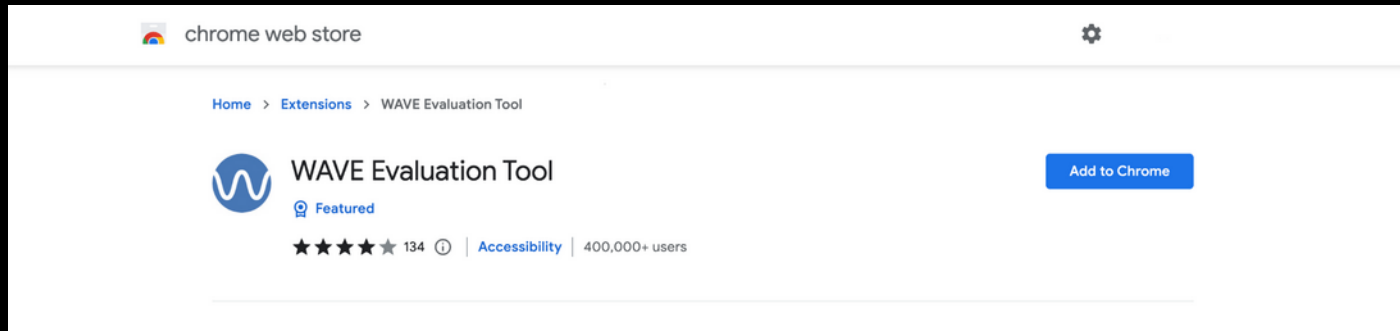 chrome web store
Home > Extensions > WAVE Evaluation Tool
WAVE Evaluation Tool
Add to Chrome
Featured
134 | Accessibility | 400,000+ users